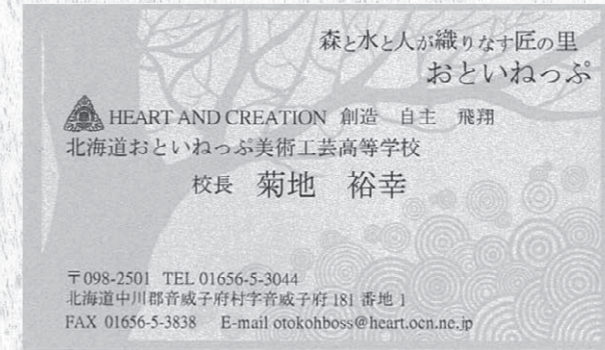 森と水と人が織りなす匠の里
おといねっぷ
HEART AND CREATION 創造 自主 飛翔
北海道おといねっぷ美術工芸高等学校
校長 菊地 裕幸
〒098-2501 TEL 01656-5-3044
北海道中川郡音威子府村字音威子府 181 番地 1
FAX 01656-5-3838 E-mail otokohboss@heart.ocn.ne.jp